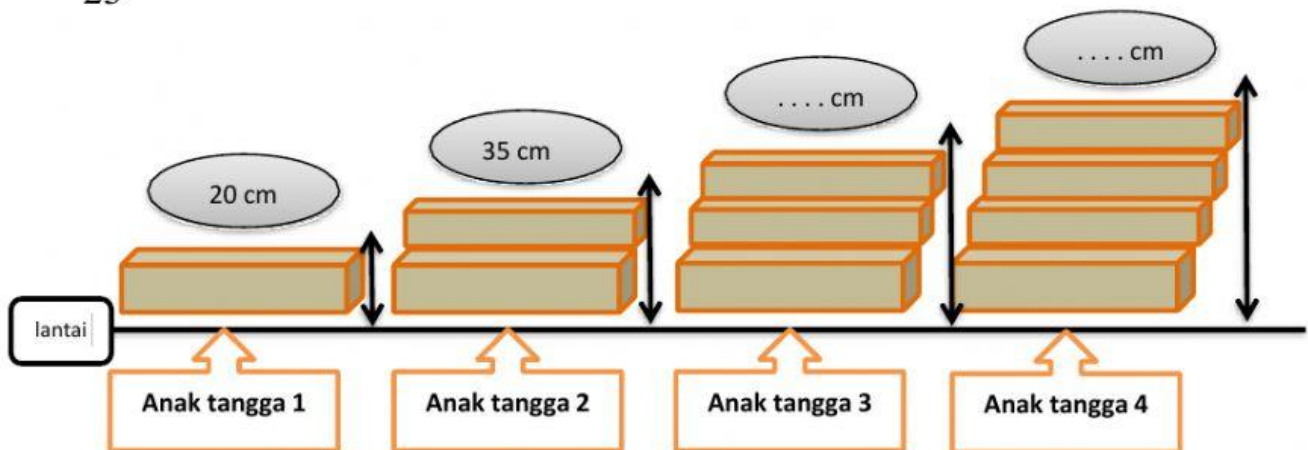 20 cm
35 cm
. . . . cm
. . . . cm
lantai
Anak tangga 1
Anak tangga 2
Anak tangga 3
Anak tangga 4